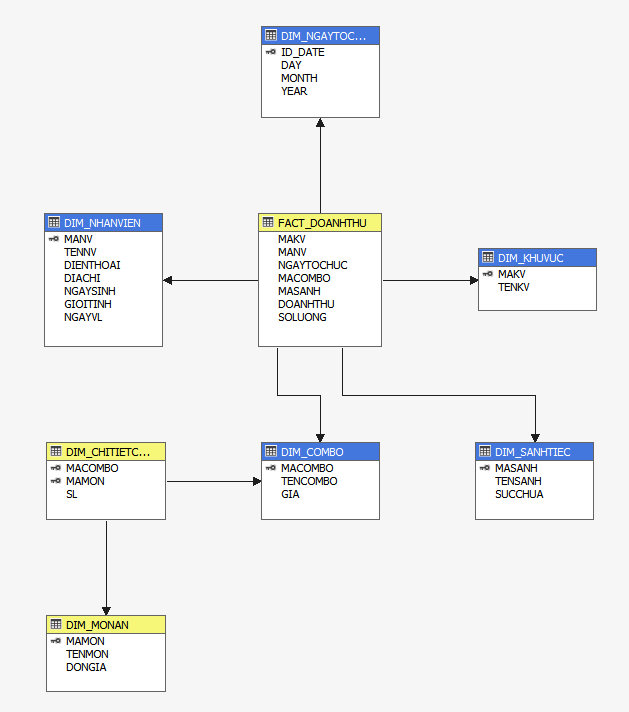 DIM_NGAYTOC...
ID_DATE
DAY
MONTH
YEAR
DIM_NHANVIEN
MANV
TENNV
DIENTHOAI
DIACHI
NGAYSINH
GIOITINH
NGAYVL
FACT_DOANHTHU
MAKV
MANV
NGAYTOCHUC
MACOMBO
MASANH
DOANHTHU
SOLUONG
DIM_KHUVUC
MAKV
TENKV
DIM_CHITIETC...
MACOMBO
MAMON
SL
DIM_COMBO
MACOMBO
TENCOMBO
GIA
DIM_SANHTIEC
MASANH
TENSANH
SUCCHUA
DIM_MONAN
MAMON
TENMON
DONGIA